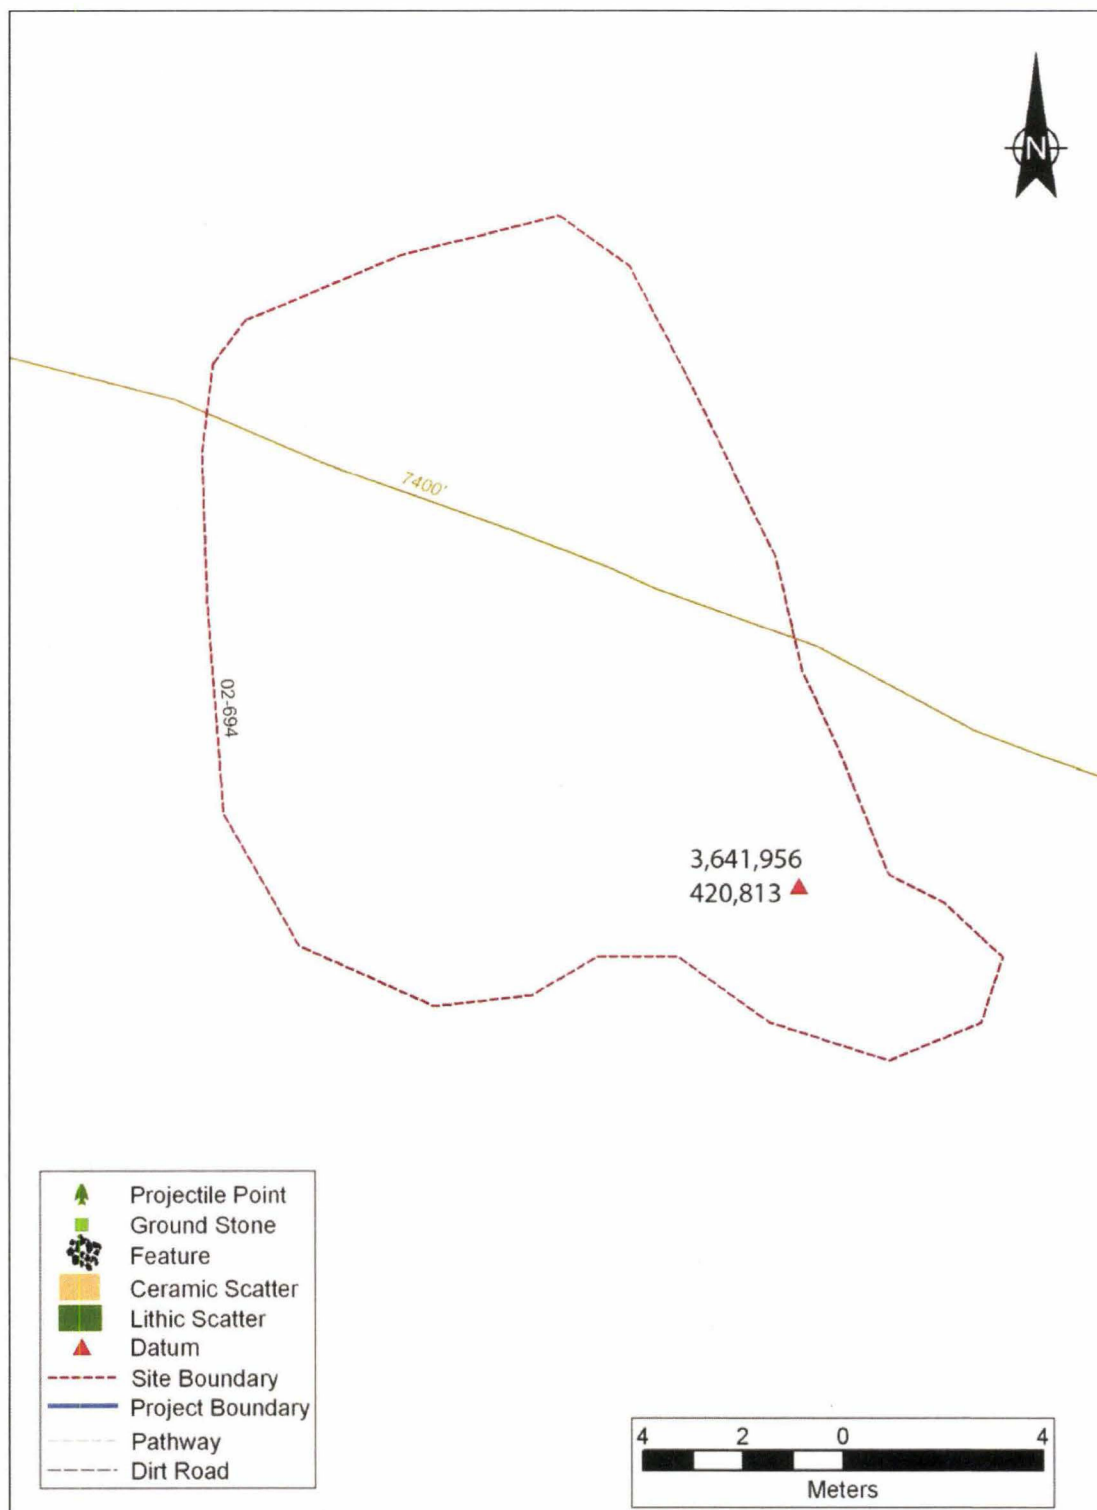 N
7400'
02-694
3,641,956
420,813
Projectile Point
Ground Stone
Feature
Ceramic Scatter
Lithic Scatter
Datum
Site Boundary
Project Boundary
Pathway
Dirt Road
4 2 0 4
Meters